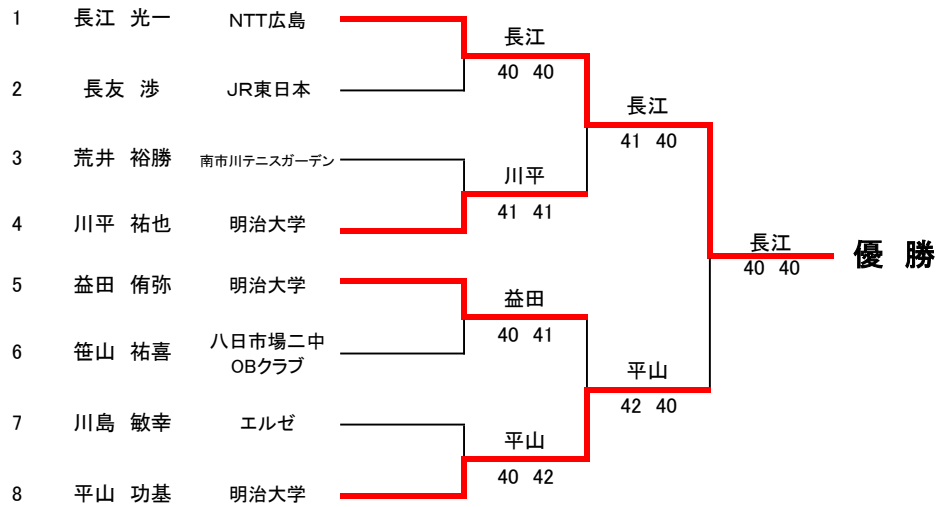 1 長江 光一 NTT広島
長江
40 40
2 長友 渉 JR東日本
長江
41 40
3 荒井 裕勝 南市川テニスガーデン
川平
41 41
4 川平 祐也 明治大学
長江
40 40
優 勝
5 益田 侑弥 明治大学
益田
40 41
6 笹山 祐喜 八日市場二中
OBクラブ
平山
42 40
7 川島 敏幸 エルゼ
平山
40 42
8 平山 功基 明治大学